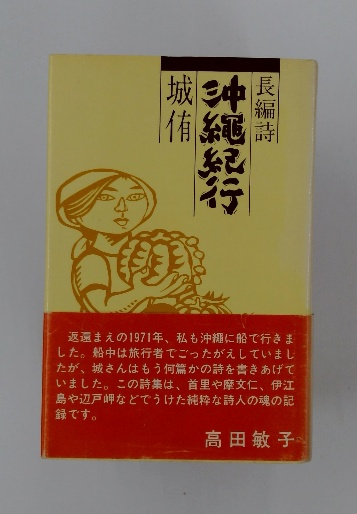 長編詩
沖縄紀行
城侑
返還まえの1971年、私も沖縄に船で行きま
した。船中は旅行者でごったがえしていまし
たが、城さんはもう何篇かの詩を書きあげて
いました。この詩集は、首里や摩文仁、伊江
島や辺戸岬などでうけた純粋な詩人の魂の記
録です。
高田敏子